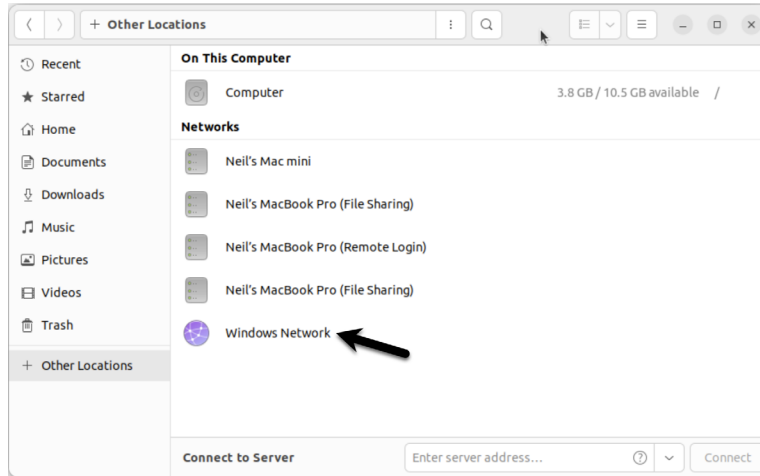 + Other Locations
Recent
Starred
Home
Documents
Downloads
Music
Pictures
Videos
Trash
+ Other Locations
On This Computer
Computer 3.8 GB / 10.5 GB available /
Networks
Neil's Mac mini
Neil's MacBook Pro (File Sharing)
Neil's MacBook Pro (Remote Login)
Neil's MacBook Pro (File Sharing)
Windows Network
Connect to Server Enter server address... ? Connect